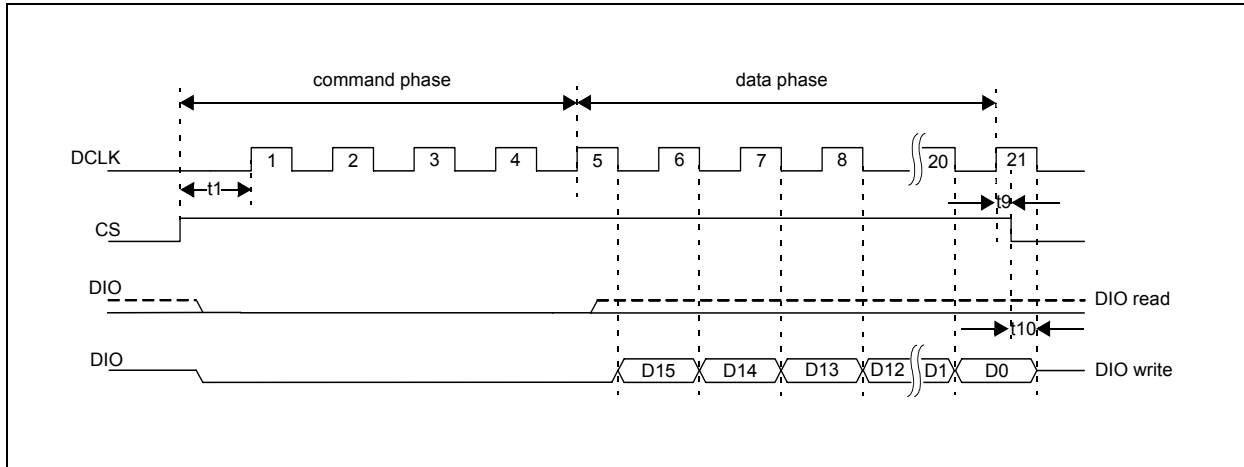 command phase data phase
DCLK 1 2 3 4 5 6 7 8 20 21
t1
t9
CS
DIO DIO read
t10
DIO D15 D14 D13 D12 D1 D0 DIO write